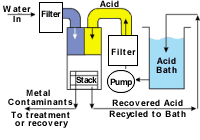 Water
In
Filter
Acid
Filter
Acid
Bath
Stack
Pump
Metal
Contaminants
To treatment
or recovery
Recovered Acid
Recycled to Bath